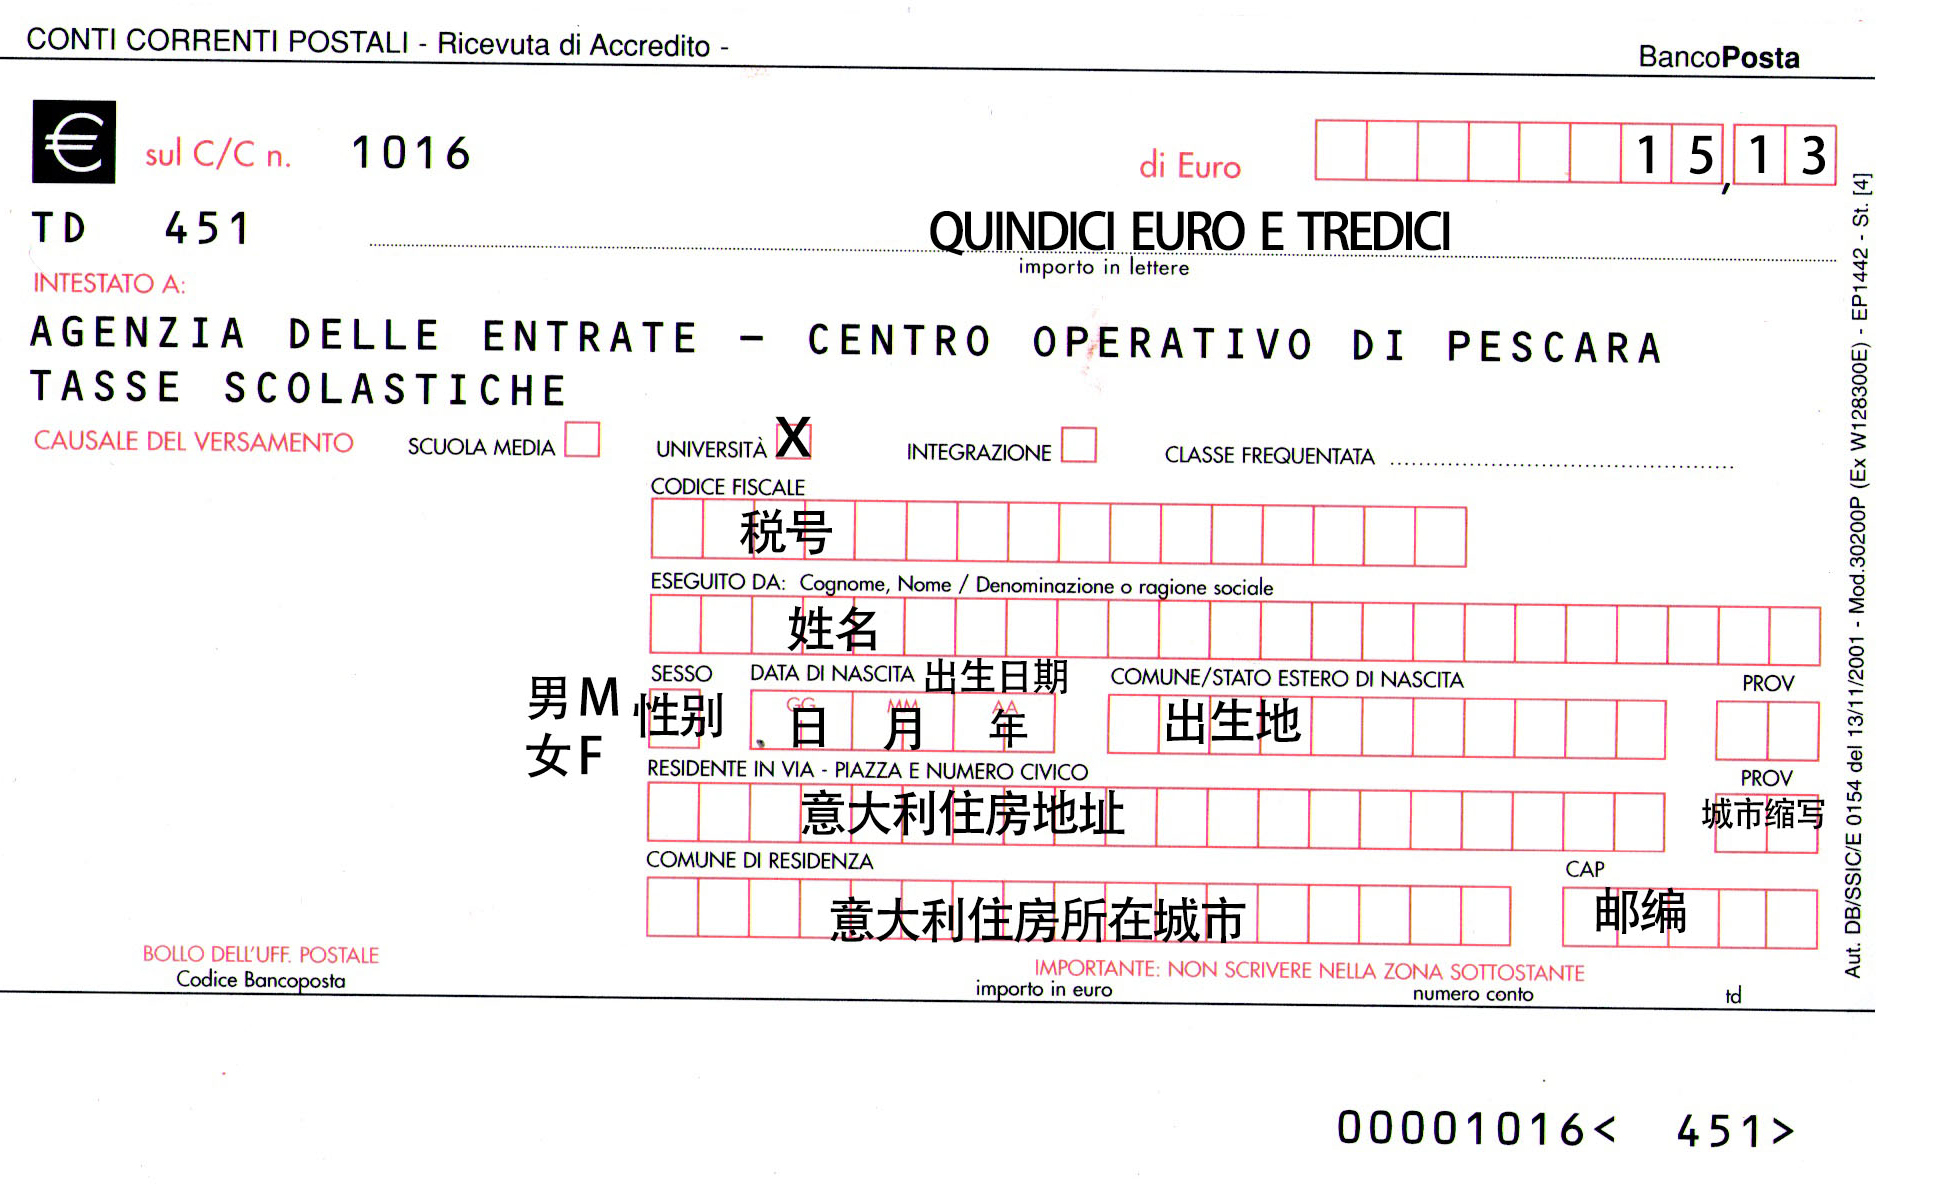 CONTI CORRENTI POSTALI - Ricevuta di Accredito -
BancoPosta
€ sul C/C n. 1016 di Euro 15,13
TD 451 QUINDICI EURO E TREDICI
importo in lettere
INTESTATO A:
AGENZIA DELLE ENTRATE – CENTRO OPERATIVO DI PESCARA
TASSE SCOLASTICHE
CAUSALE DEL VERSAMENTO SCUOLA MEDIA UNIVERSITÀ X INTEGRAZIONE CLASSE FREQUENTATA
CODICE FISCALE
税号
ESEGUITO DA: Cognome, Nome / Denominazione o ragione sociale
姓名
SESSO DATA DI NASCITA 出生日期 COMUNE/STATO ESTERO DI NASCITA PROV
男M 性别 GG 日 MM 月 AA 年 出生地
女F
RESIDENTE IN VIA - PIAZZA E NUMERO CIVICO PROV
意大利住房地址 城市缩写
COMUNE DI RESIDENZA CAP
意大利住房所在城市 邮编
BOLLO DELL'UFF. POSTALE
Codice Bancoposta
IMPORTANTE: NON SCRIVERE NELLA ZONA SOTTOSTANTE
importo in euro numero conto td
Aut. DB/SSIC/E 0154 del 13/11/2001 - Mod.30200P (Ex W128300E) - EP1442 - St. [4]
00001016< 451>